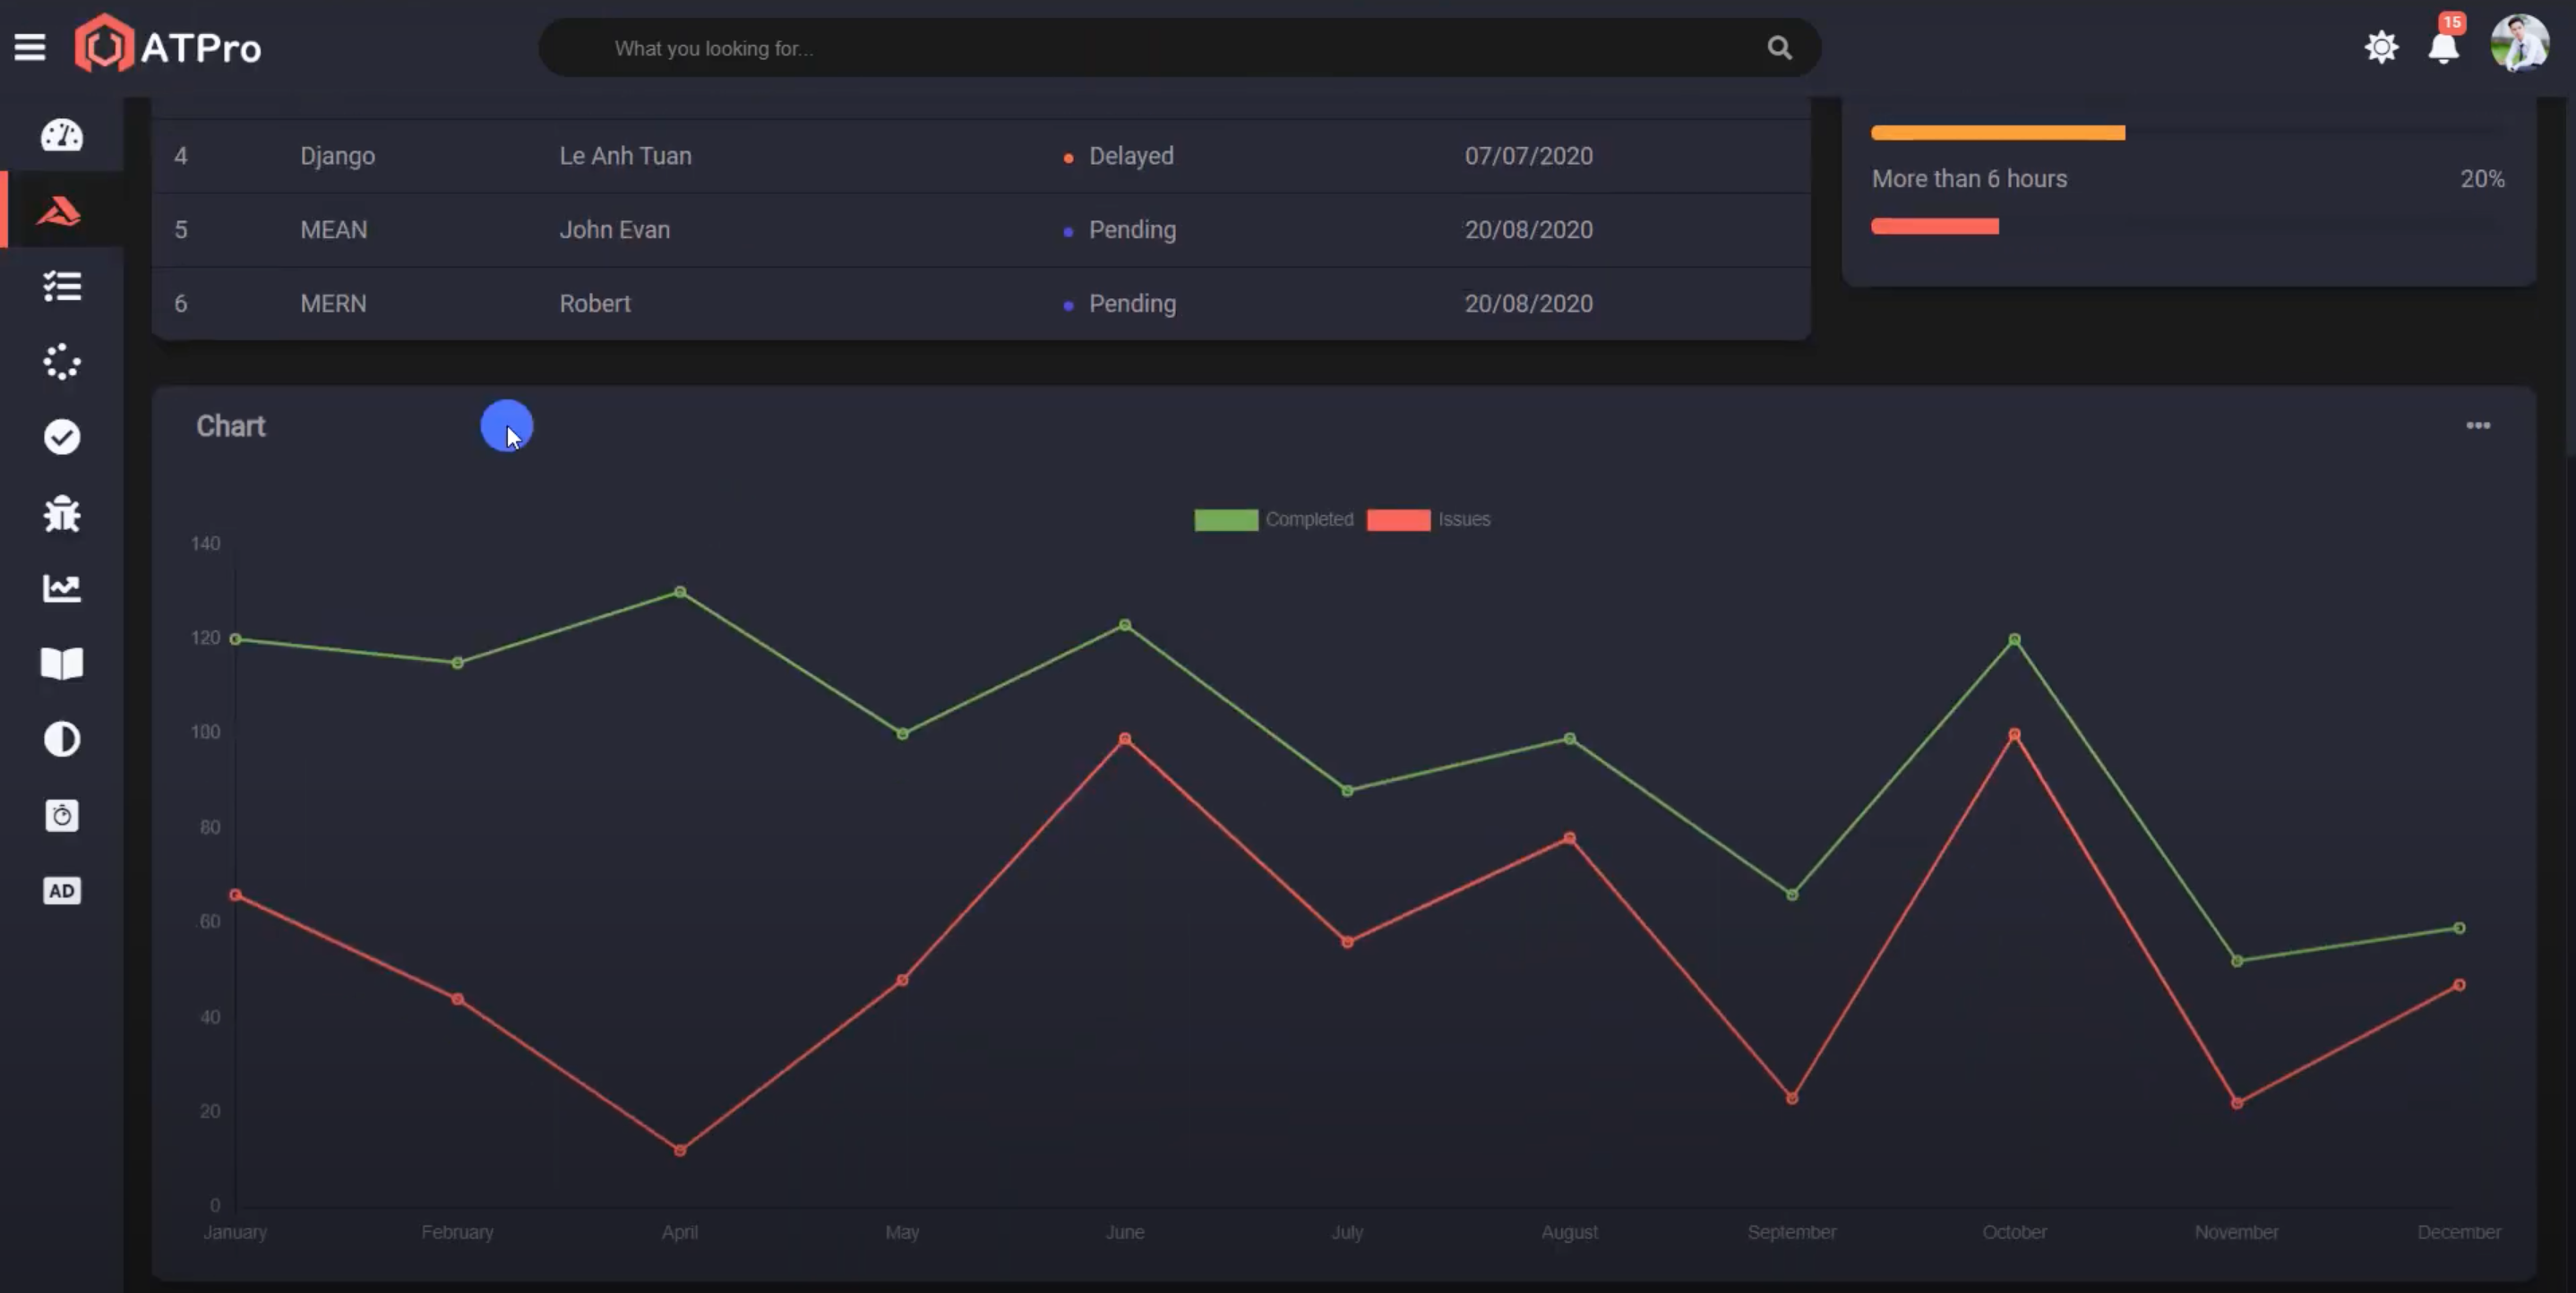 ATPro
What you looking for...
15
4 Django Le Anh Tuan Delayed 07/07/2020
More than 6 hours 20%
5 MEAN John Evan Pending 20/08/2020
6 MERN Robert Pending 20/08/2020
Chart
Completed Issues
140
120
100
80
60
40
20
0
January February April May June July August September October November December
AD